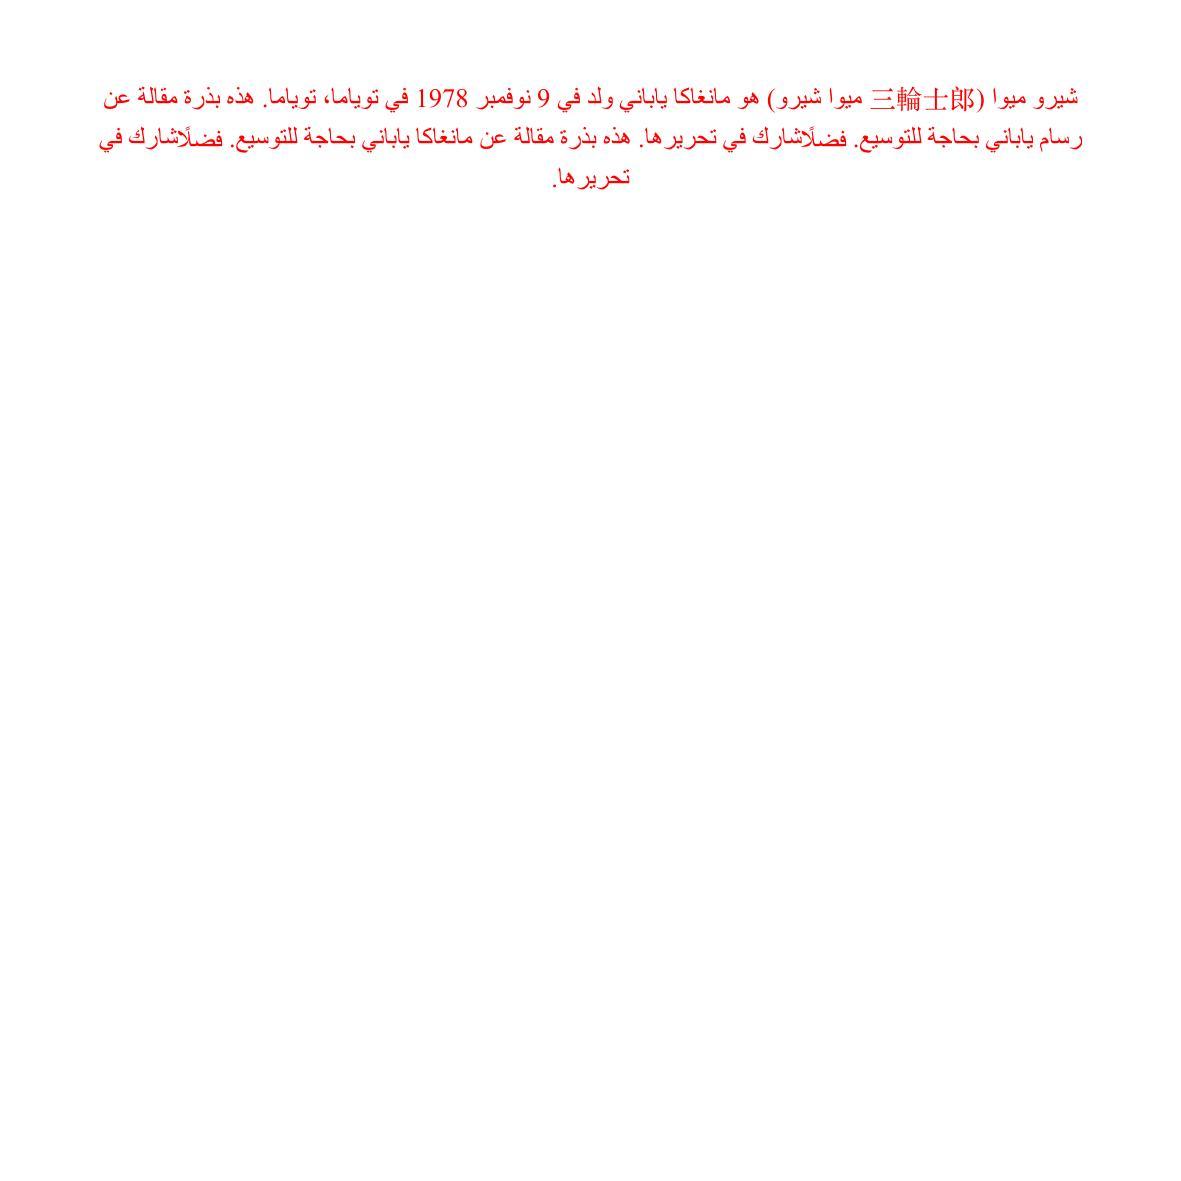 شيرو ميوا (三輪士郎 ميوا شيرو) هو مانغاكا ياباني ولد في 9 نوفمبر 1978 في توياما، توياما. هذه بذرة مقالة عن
رسام ياباني بحاجة للتوسيع. فضلًاشارك في تحريرها. هذه بذرة مقالة عن مانغاكا ياباني بحاجة للتوسيع. فضلًاشارك في
تحريرها.